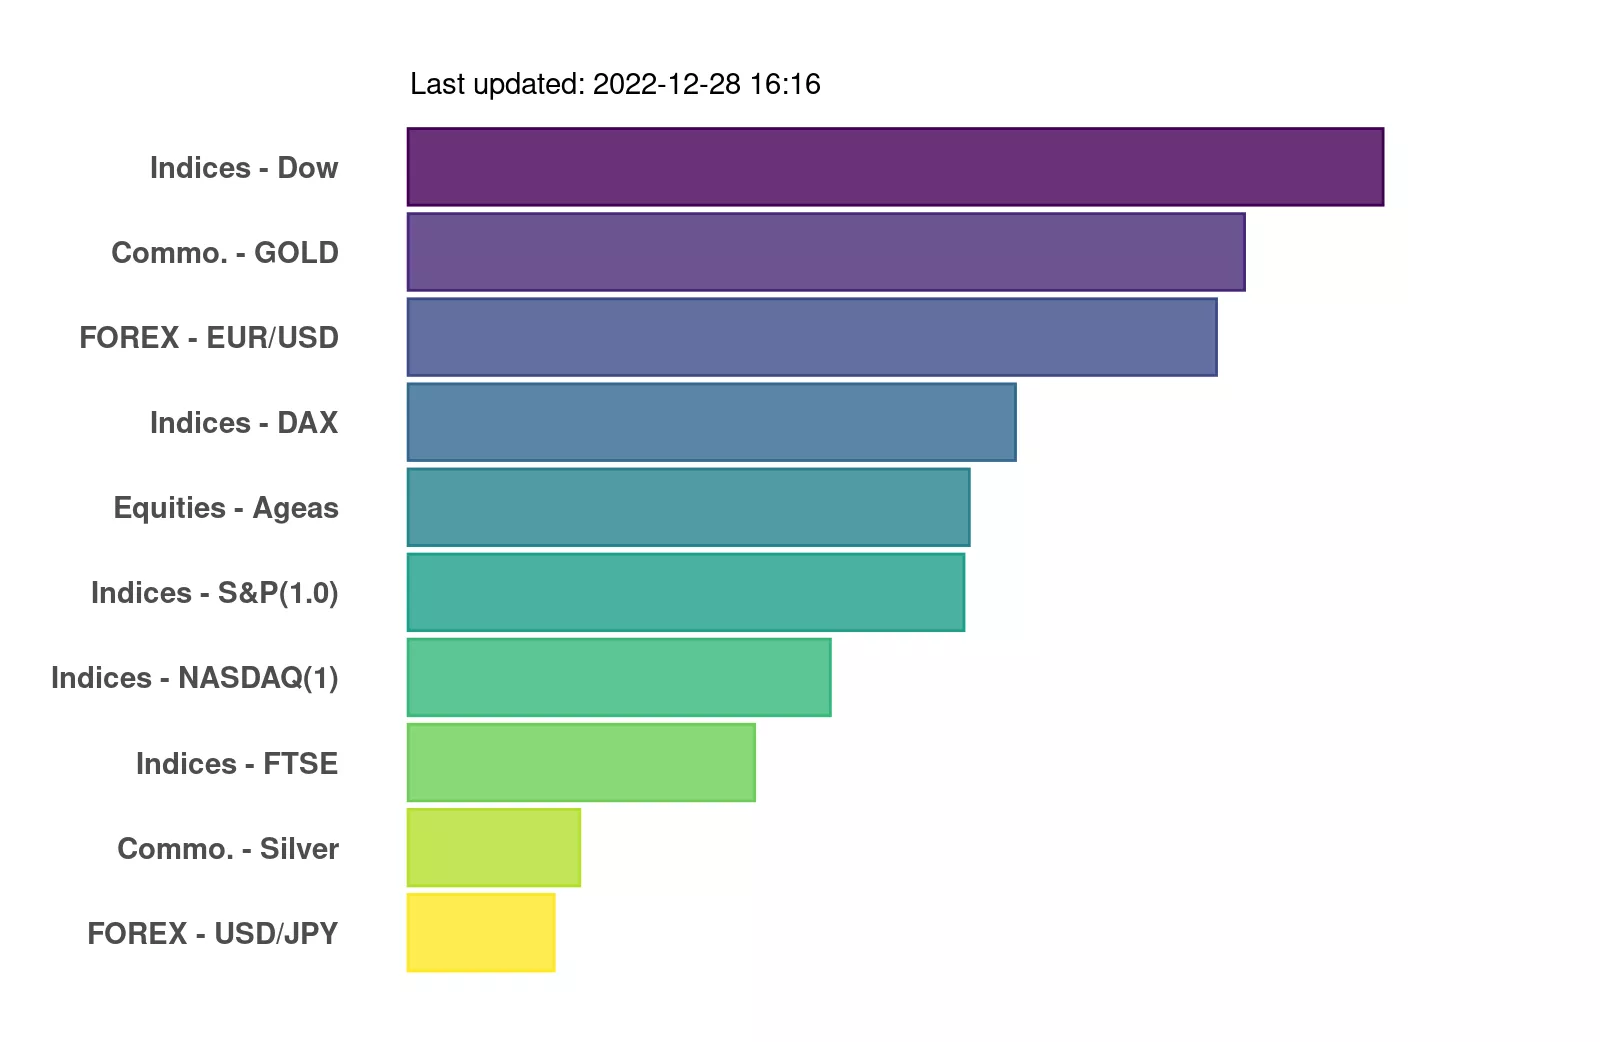 Last updated: 2022-12-28 16:16
Indices - Dow
Commo. - GOLD
FOREX - EUR/USD
Indices - DAX
Equities - Ageas
Indices - S&P(1.0)
Indices - NASDAQ(1)
Indices - FTSE
Commo. - Silver
FOREX - USD/JPY